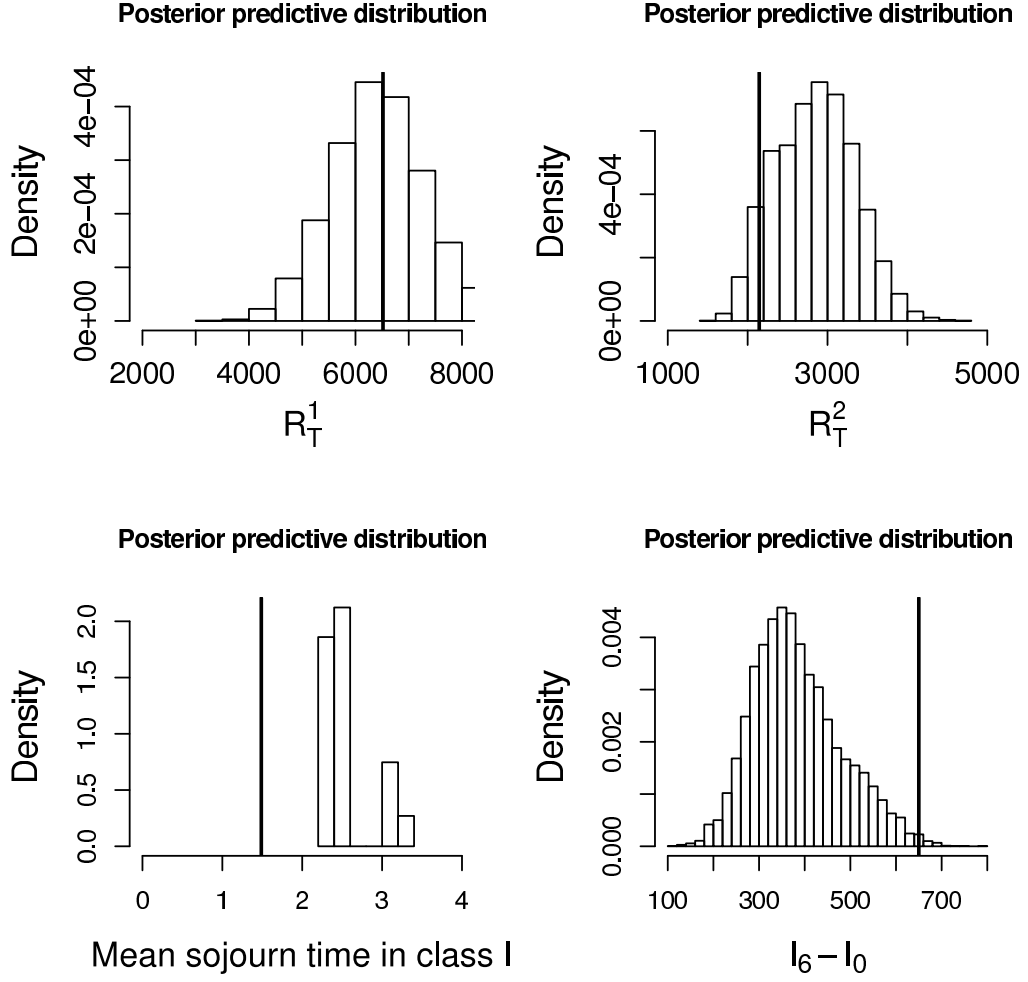 Posterior predictive distribution
Density
0e+00 2e−04 4e−04
2000 4000 6000 8000
R_T^1
Posterior predictive distribution
Density
0e+00 4e−04
1000 3000 5000
R_T^2
Posterior predictive distribution
Density
0.0 0.5 1.0 1.5 2.0
0 1 2 3 4
Mean sojourn time in class I
Posterior predictive distribution
Density
0.000 0.002 0.004
100 300 500 700
I₆ − I₀